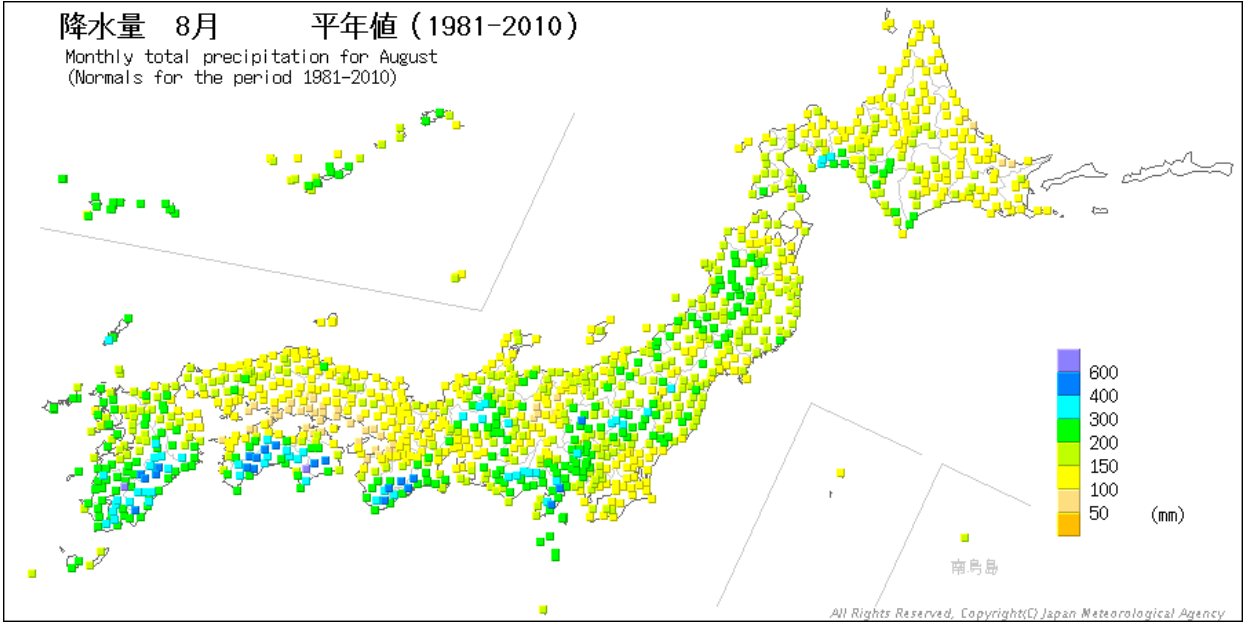 降水量　8月　　　平年値（1981-2010）
Monthly total precipitation for August
(Normals for the period 1981-2010)
600
400
300
200
150
100
50 (mm)
南鳥島
All Rights Reserved, Copyright(C) Japan Meteorological Agency